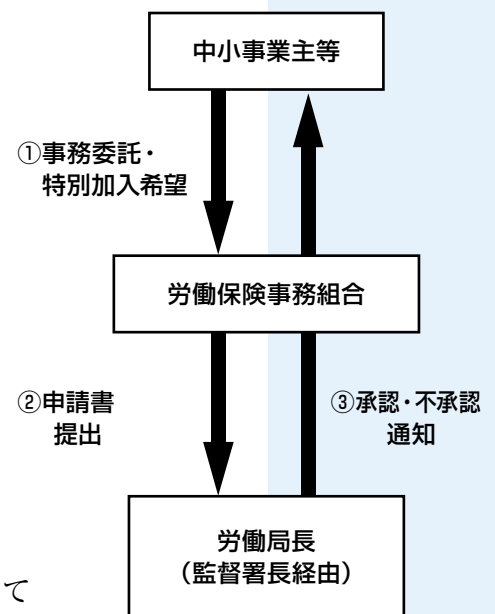 中小事業主等
①事務委託・
特別加入希望
労働保険事務組合
②申請書
提出
③承認・不承認
通知
労働局長
（監督署長経由）
て